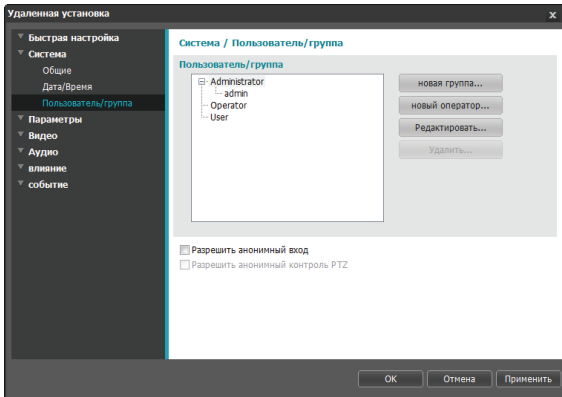 Удаленная установка
x
Быстрая настройка
Система
Общие
Дата/Время
Пользователь/группа
Параметры
Видео
Аудио
влияние
событие
Система / Пользователь/группа
Пользователь/группа
Administrator
admin
Operator
User
новая группа...
новый оператор...
Редактировать...
Удалить...
Разрешить анонимный вход
Разрешить анонимный контроль PTZ
OK
Отмена
Применить